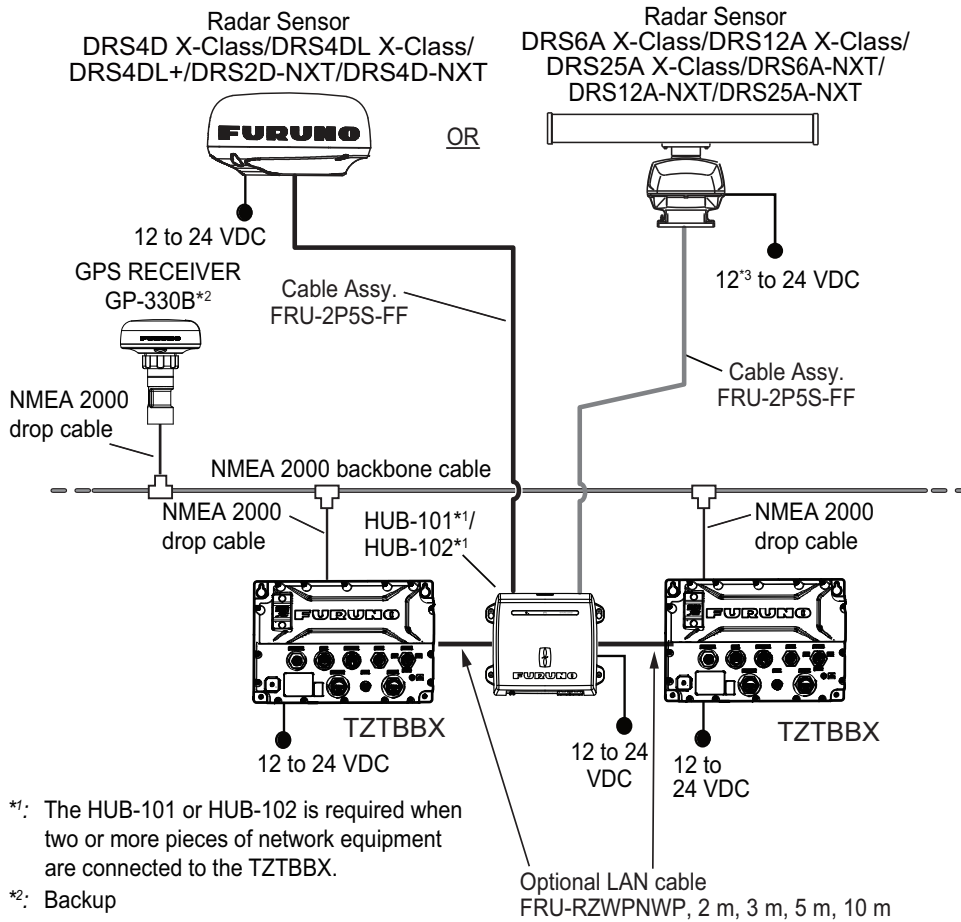 Radar Sensor
DRS4D X-Class/DRS4DL X-Class/
DRS4DL+/DRS2D-NXT/DRS4D-NXT
Radar Sensor
DRS6A X-Class/DRS12A X-Class/
DRS25A X-Class/DRS6A-NXT/
DRS12A-NXT/DRS25A-NXT
FURUNO
OR
12 to 24 VDC
12*3 to 24 VDC
GPS RECEIVER
GP-330B*2
FURUNO
Cable Assy.
FRU-2P5S-FF
Cable Assy.
FRU-2P5S-FF
NMEA 2000
drop cable
NMEA 2000 backbone cable
NMEA 2000
drop cable
HUB-101*1/
HUB-102*1
NMEA 2000
drop cable
FURUNO
FURUNO
FURUNO
TZTBBX
12 to 24 VDC
12 to 24
VDC
TZTBBX
12 to
24 VDC
*1: The HUB-101 or HUB-102 is required when
two or more pieces of network equipment
are connected to the TZTBBX.
*2: Backup
Optional LAN cable
FRU-RZWPNWP, 2 m, 3 m, 5 m, 10 m